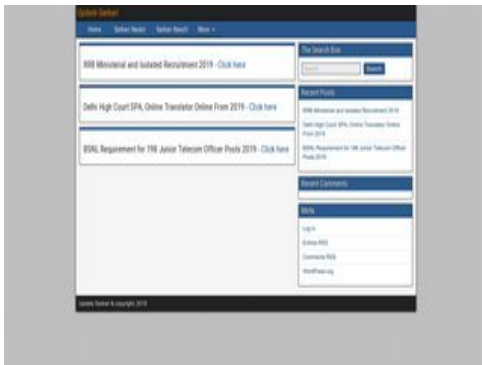 Update Sarkari
Home Sarkari Naukri Sarkari Result More
RRB Ministerial and Isolated Recruitment 2019 - Click here
Delhi High Court SPA, Online Translator Online From 2019 - Click here
BSNL Requirement for 198 Junior Telecom Officer Posts 2019 - Click here
The Search Box
Search
Recent Posts
RRB Ministerial and Isolated Recruitment 2019
Delhi High Court SPA, Online Translator Online
From 2019
BSNL Requirement for 198 Junior Telecom Officer
Posts 2019
Recent Comments
Meta
Log in
Entries RSS
Comments RSS
WordPress.org
Update Sarkari & copyright 2019